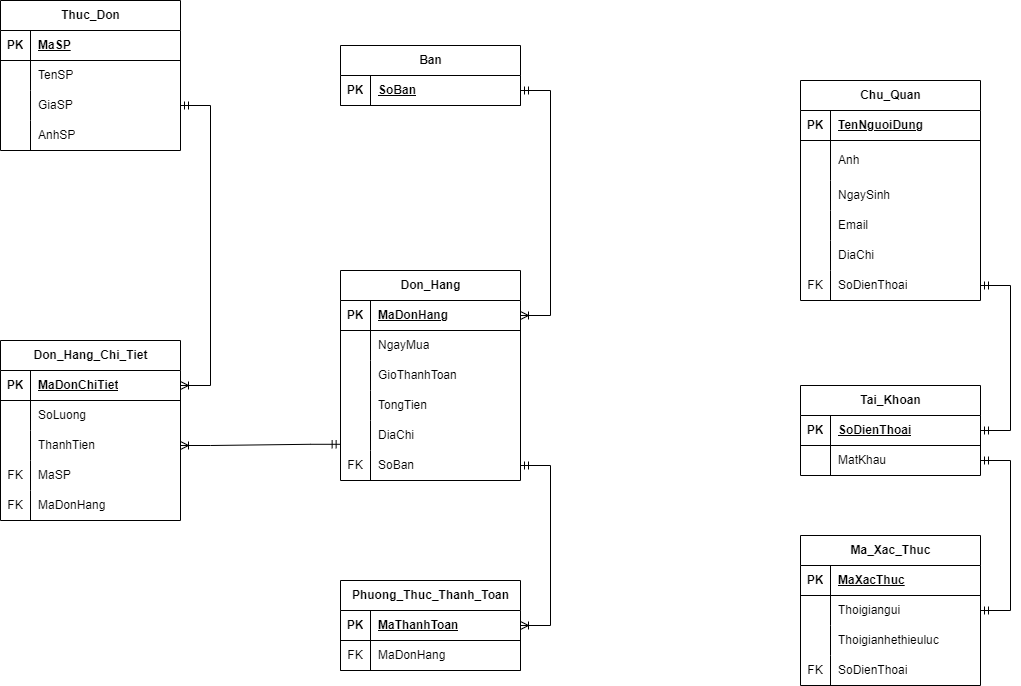 Thuc_Don
PK MaSP
TenSP
GiaSP
AnhSP
Ban
PK SoBan
Chu_Quan
PK TenNguoiDung
Anh
NgaySinh
Email
DiaChi
FK SoDienThoai
Don_Hang
PK MaDonHang
NgayMua
GioThanhToan
TongTien
DiaChi
FK SoBan
Don_Hang_Chi_Tiet
PK MaDonChiTiet
SoLuong
ThanhTien
FK MaSP
FK MaDonHang
Tai_Khoan
PK SoDienThoai
MatKhau
Phuong_Thuc_Thanh_Toan
PK MaThanhToan
FK MaDonHang
Ma_Xac_Thuc
PK MaXacThuc
Thoigiangui
Thoigianhethieuluc
FK SoDienThoai